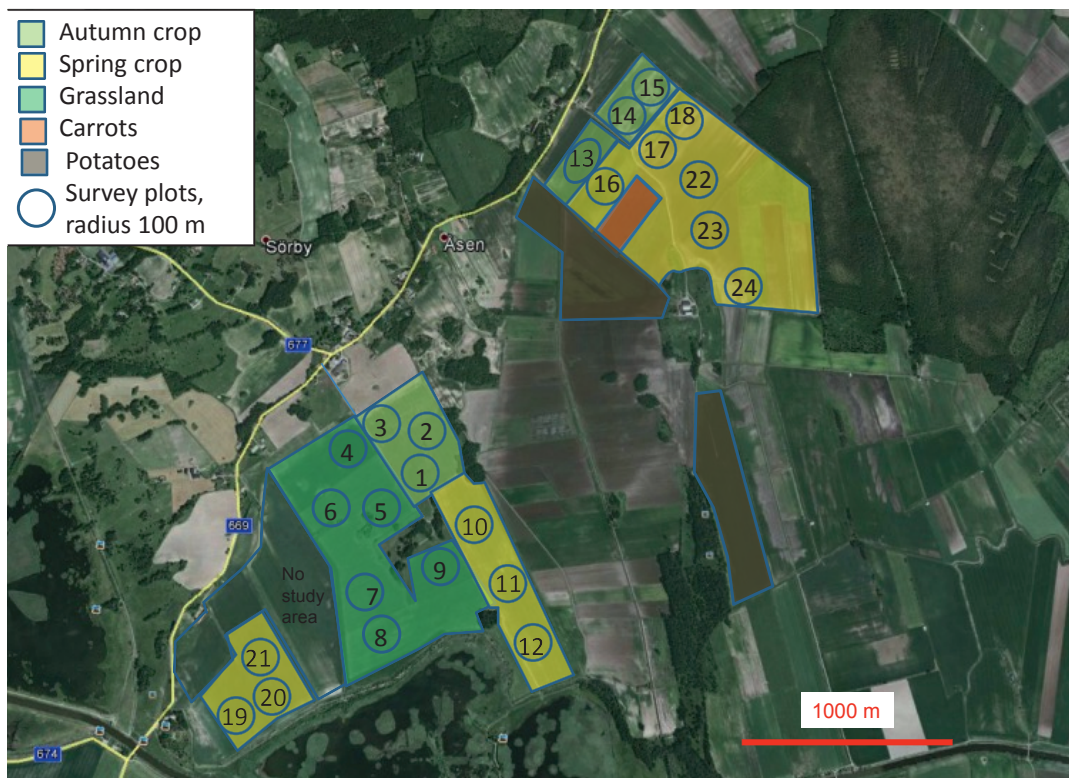 Autumn crop
Spring crop
Grassland
Carrots
Potatoes
Survey plots,
radius 100 m
15
14
18
13
17
16
22
23
24
Sörby
Åsen
677
3
2
4
1
6
5
10
669
9
7
11
No
study
area
8
12
21
20
19
1000 m
674